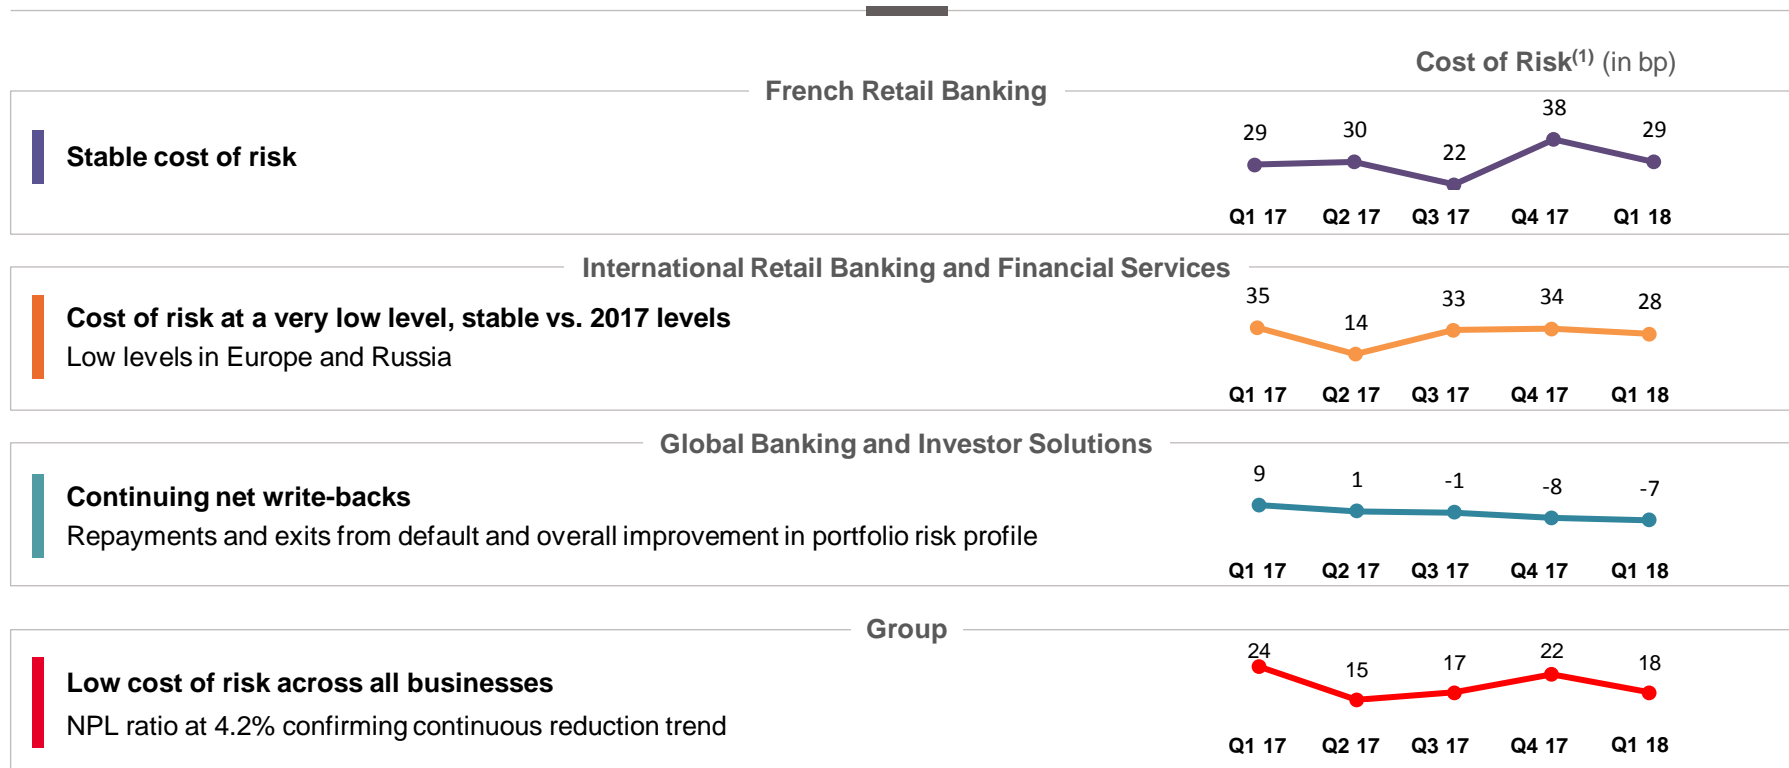 Cost of Risk(1) (in bp)
French Retail Banking
Stable cost of risk
29 30 22 38 29
Q1 17 Q2 17 Q3 17 Q4 17 Q1 18
International Retail Banking and Financial Services
Cost of risk at a very low level, stable vs. 2017 levels
Low levels in Europe and Russia
35 14 33 34 28
Q1 17 Q2 17 Q3 17 Q4 17 Q1 18
Global Banking and Investor Solutions
Continuing net write-backs
Repayments and exits from default and overall improvement in portfolio risk profile
9 1 -1 -8 -7
Q1 17 Q2 17 Q3 17 Q4 17 Q1 18
Group
Low cost of risk across all businesses
NPL ratio at 4.2% confirming continuous reduction trend
24 15 17 22 18
Q1 17 Q2 17 Q3 17 Q4 17 Q1 18